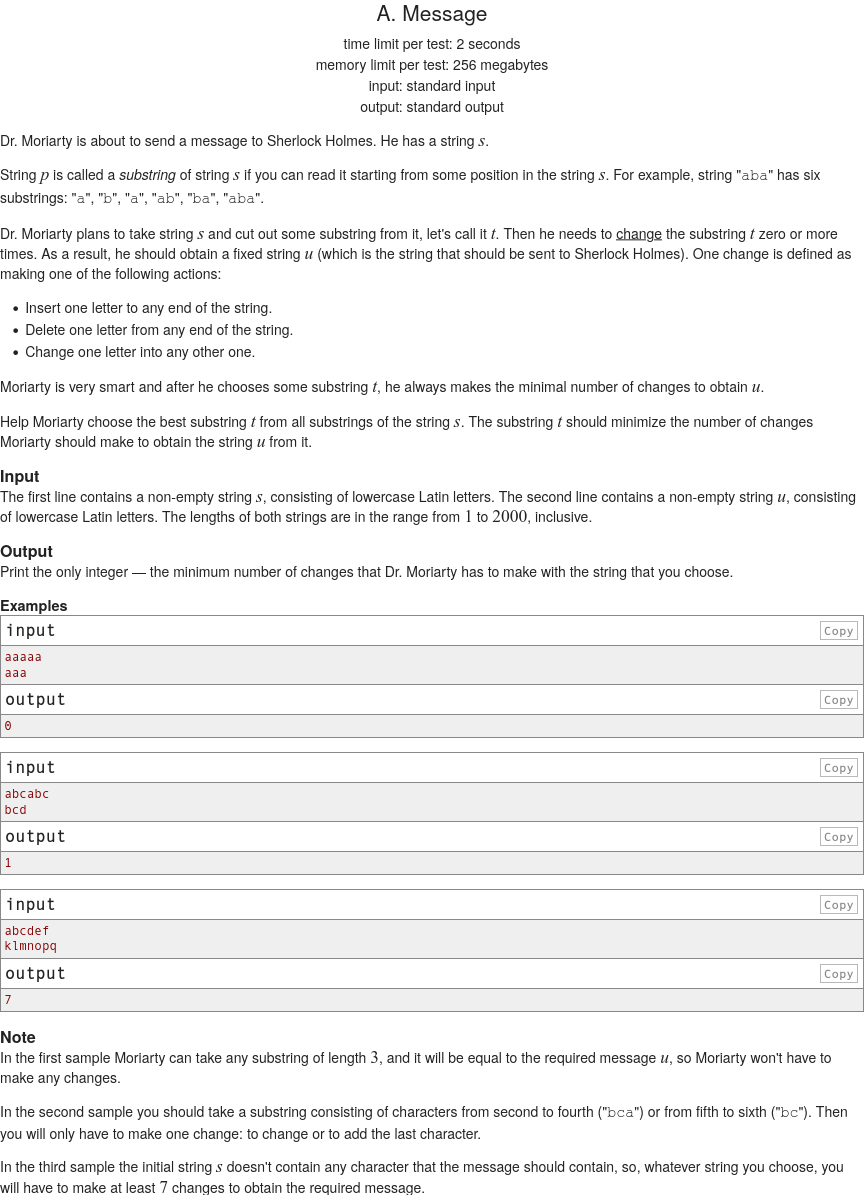 A. Message
time limit per test: 2 seconds
memory limit per test: 256 megabytes
input: standard input
output: standard output
Dr. Moriarty is about to send a message to Sherlock Holmes. He has a string s.
String p is called a substring of string s if you can read it starting from some position in the string s. For example, string "aba" has six
substrings: "a", "b", "a", "ab", "ba", "aba".
Dr. Moriarty plans to take string s and cut out some substring from it, let's call it t. Then he needs to change the substring t zero or more
times. As a result, he should obtain a fixed string u (which is the string that should be sent to Sherlock Holmes). One change is defined as
making one of the following actions:
• Insert one letter to any end of the string.
• Delete one letter from any end of the string.
• Change one letter into any other one.
Moriarty is very smart and after he chooses some substring t, he always makes the minimal number of changes to obtain u.
Help Moriarty choose the best substring t from all substrings of the string s. The substring t should minimize the number of changes
Moriarty should make to obtain the string u from it.
Input
The first line contains a non-empty string s, consisting of lowercase Latin letters. The second line contains a non-empty string u, consisting
of lowercase Latin letters. The lengths of both strings are in the range from 1 to 2000, inclusive.
Output
Print the only integer — the minimum number of changes that Dr. Moriarty has to make with the string that you choose.
Examples
input Copy
aaaaa
aaa
output Copy
0
input Copy
abcabc
bcd
output Copy
1
input Copy
abcdef
klmnopq
output Copy
7
Note
In the first sample Moriarty can take any substring of length 3, and it will be equal to the required message u, so Moriarty won't have to
make any changes.
In the second sample you should take a substring consisting of characters from second to fourth ("bca") or from fifth to sixth ("bc"). Then
you will only have to make one change: to change or to add the last character.
In the third sample the initial string s doesn't contain any character that the message should contain, so, whatever string you choose, you
will have to make at least 7 changes to obtain the required message.